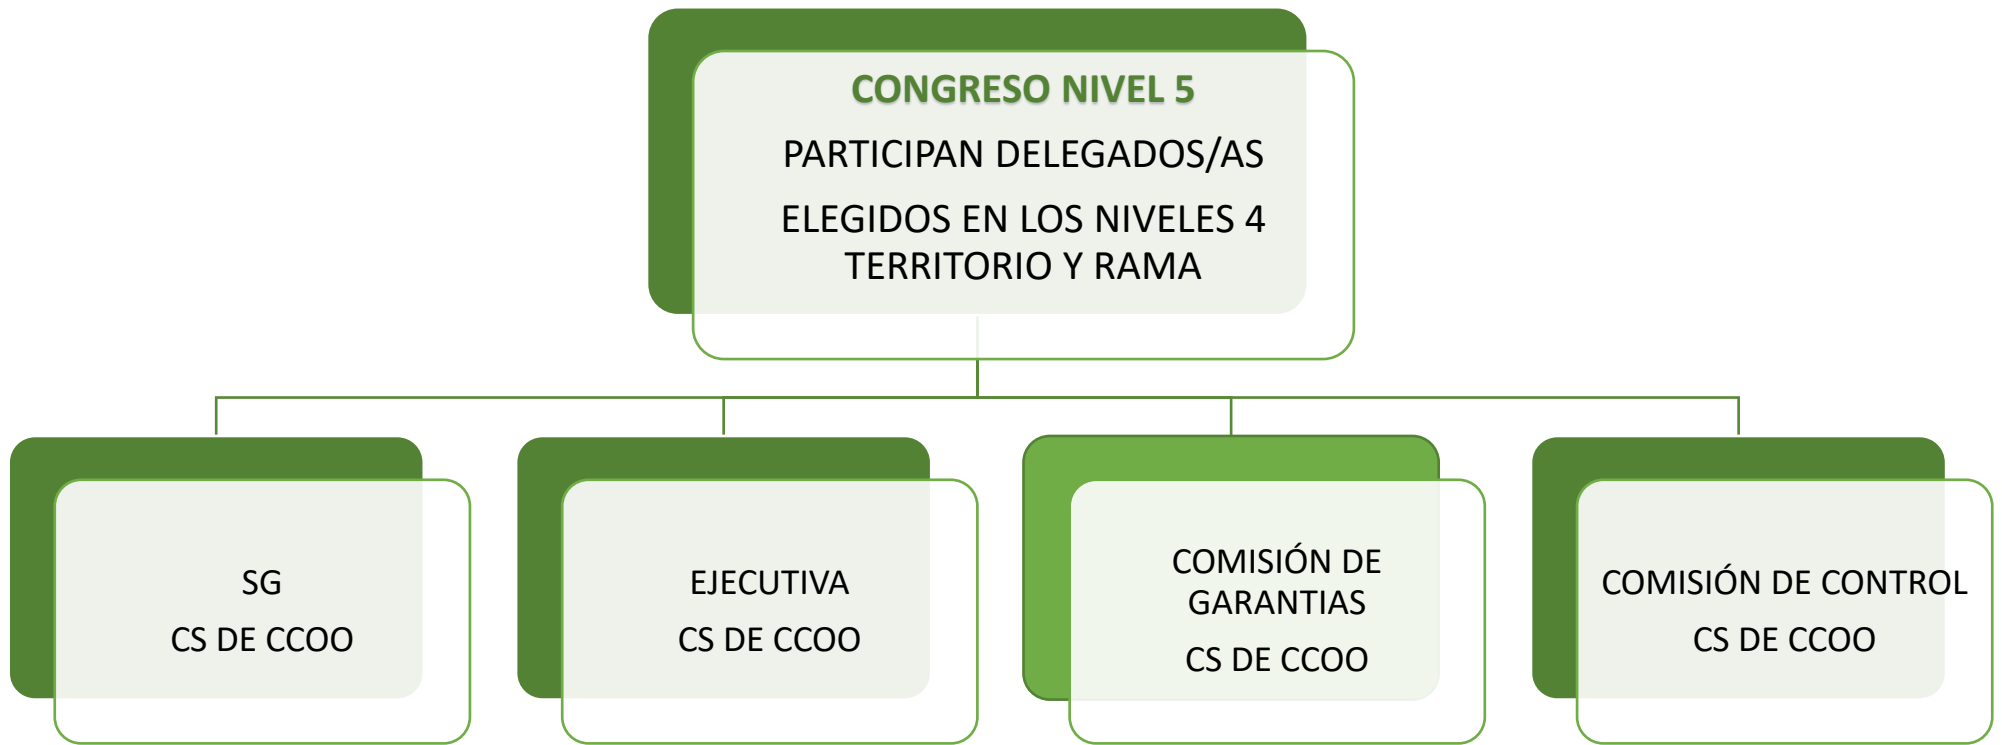 CONGRESO NIVEL 5
PARTICIPAN DELEGADOS/AS
ELEGIDOS EN LOS NIVELES 4
TERRITORIO Y RAMA
SG
CS DE CCOO
EJECUTIVA
CS DE CCOO
COMISIÓN DE
GARANTIAS
CS DE CCOO
COMISIÓN DE CONTROL
CS DE CCOO